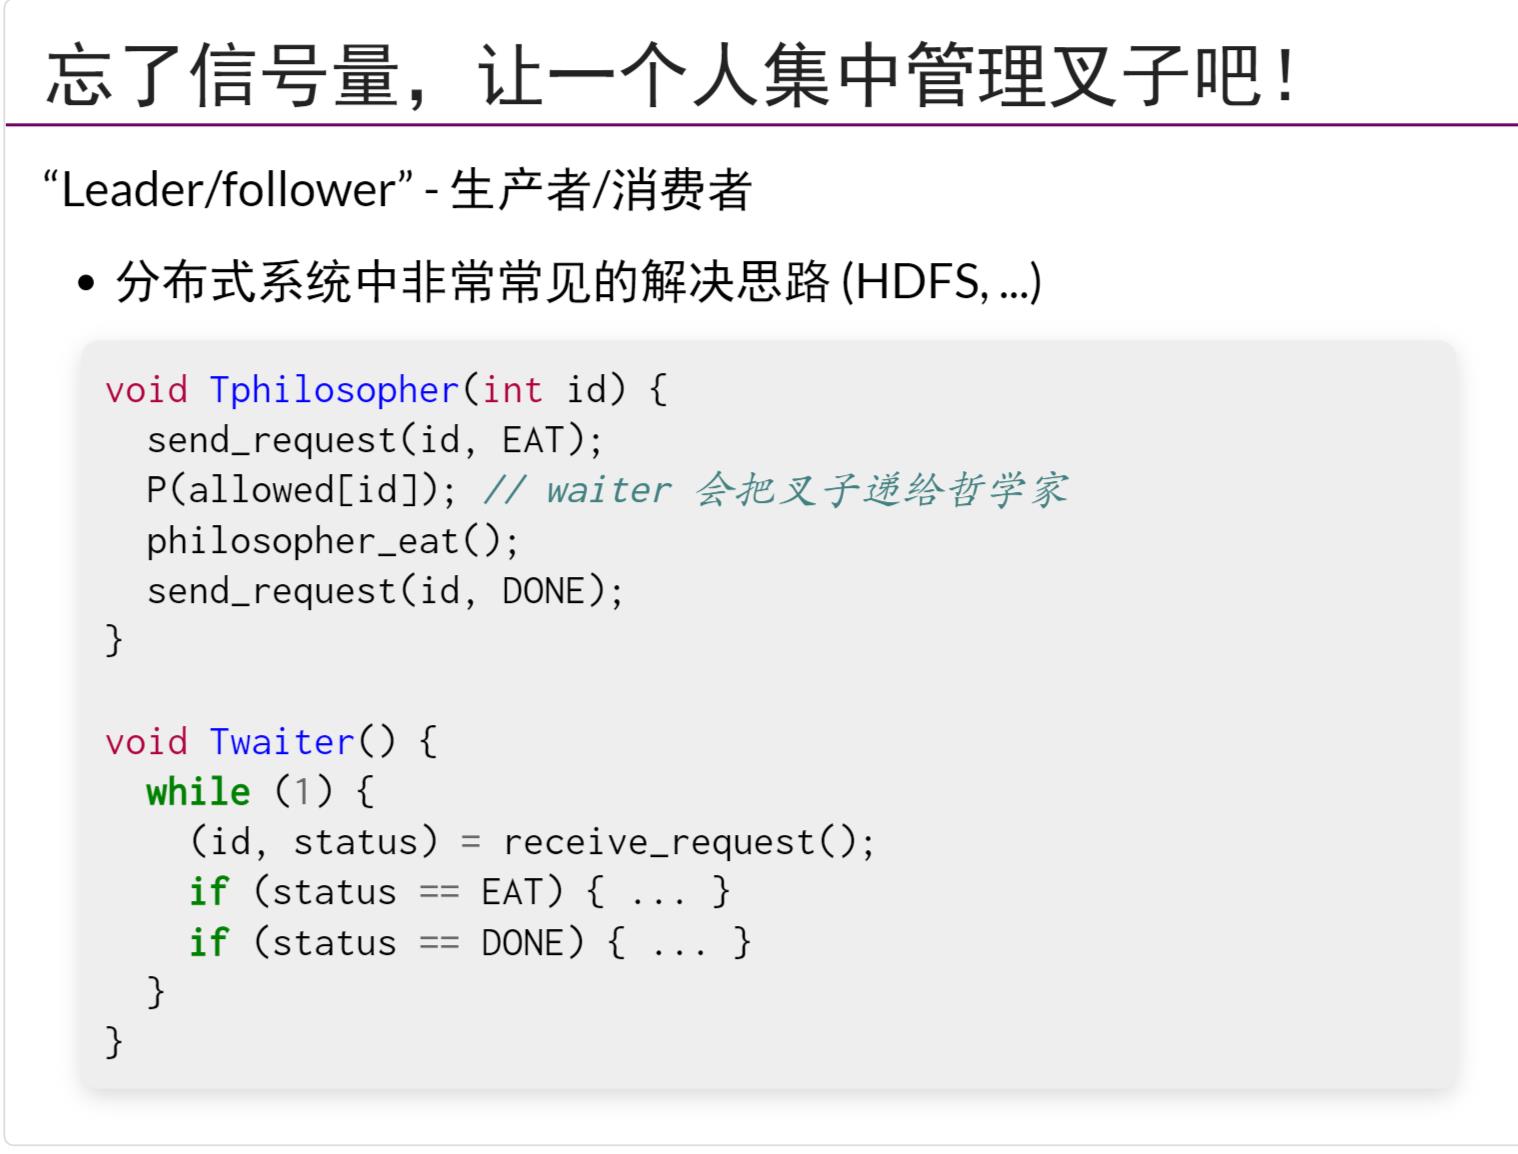 忘了信号量，让一个人集中管理叉子吧！
“Leader/follower” - 生产者/消费者
• 分布式系统中非常常见的解决思路 (HDFS, ...)
void Tphilosopher(int id) {
  send_request(id, EAT);
  P(allowed[id]); // waiter 会把叉子递给哲学家
  philosopher_eat();
  send_request(id, DONE);
}
void Twaiter() {
  while (1) {
    (id, status) = receive_request();
    if (status == EAT) { ... }
    if (status == DONE) { ... }
  }
}